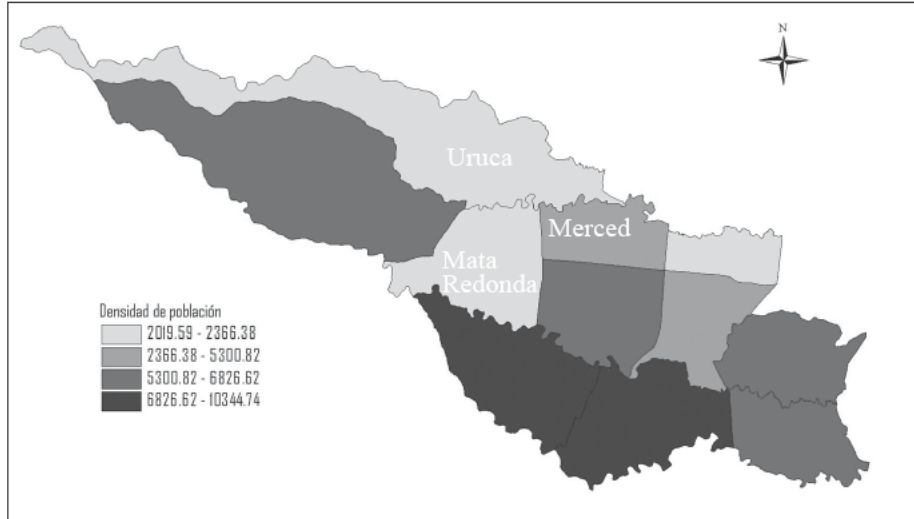 N
Uruca
Merced
Mata
Redonda
Densidad de población
2019.59 - 2366.38
2366.38 - 5300.82
5300.82 - 6826.62
6826.62 - 10344.74